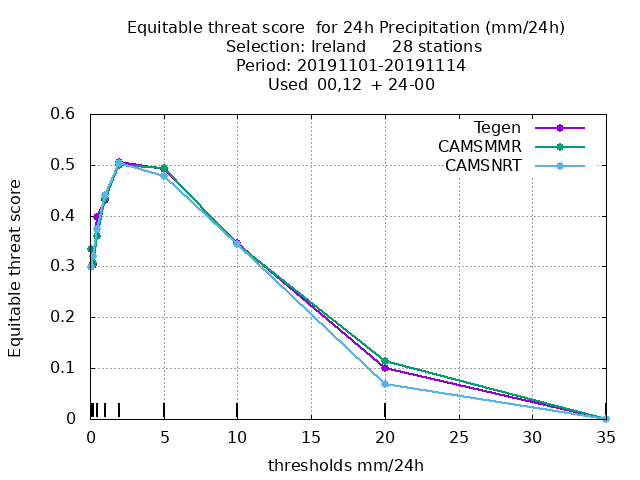 Equitable threat score  for 24h Precipitation (mm/24h)
Selection: Ireland     28 stations
Period: 20191101-20191114
Used  00,12  + 24-00
Tegen
CAMSMMR
CAMSNRT
0.6
0.5
0.4
0.3
0.2
0.1
0
Equitable threat score
0 5 10 15 20 25 30 35
thresholds mm/24h